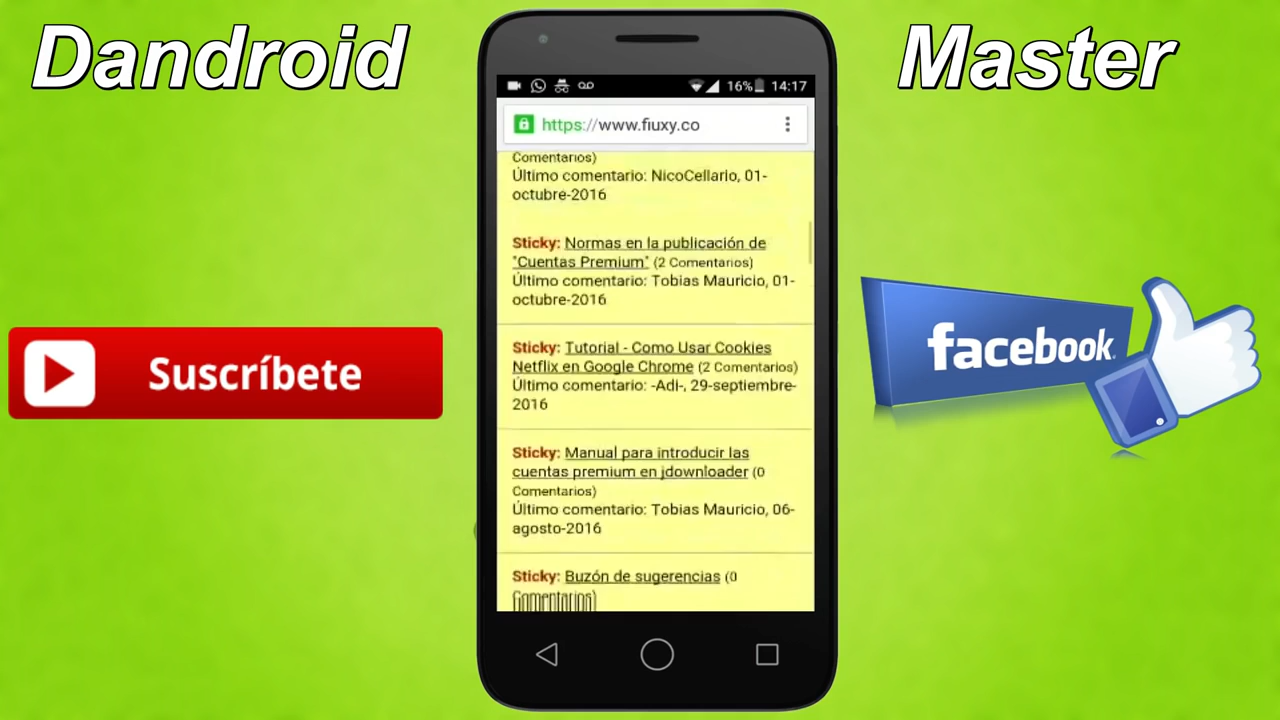 Dandroid
Master
16%
14:17
https://www.fiuxy.co
Comentarios)
Último comentario: NicoCellario, 01-
octubre-2016
Sticky: Normas en la publicación de
"Cuentas Premium" (2 Comentarios)
Último comentario: Tobias Mauricio, 01-
octubre-2016
Sticky: Tutorial - Como Usar Cookies
Netflix en Google Chrome (2 Comentarios)
Último comentario: -Adi-, 29-septiembre-
2016
Sticky: Manual para introducir las
cuentas premium en jdownloader (0
Comentarios)
Último comentario: Tobias Mauricio, 06-
agosto-2016
Sticky: Buzón de sugerencias (0
Comentarios)
Suscríbete
facebook